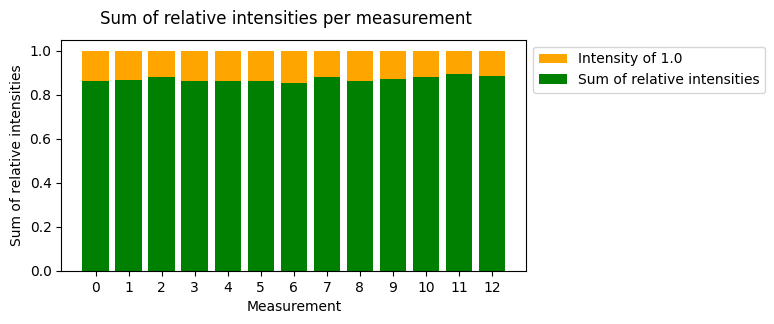 Sum of relative intensities per measurement
Sum of relative intensities
1.0
0.8
0.6
0.4
0.2
0.0
0 1 2 3 4 5 6 7 8 9 10 11 12
Measurement
Intensity of 1.0
Sum of relative intensities